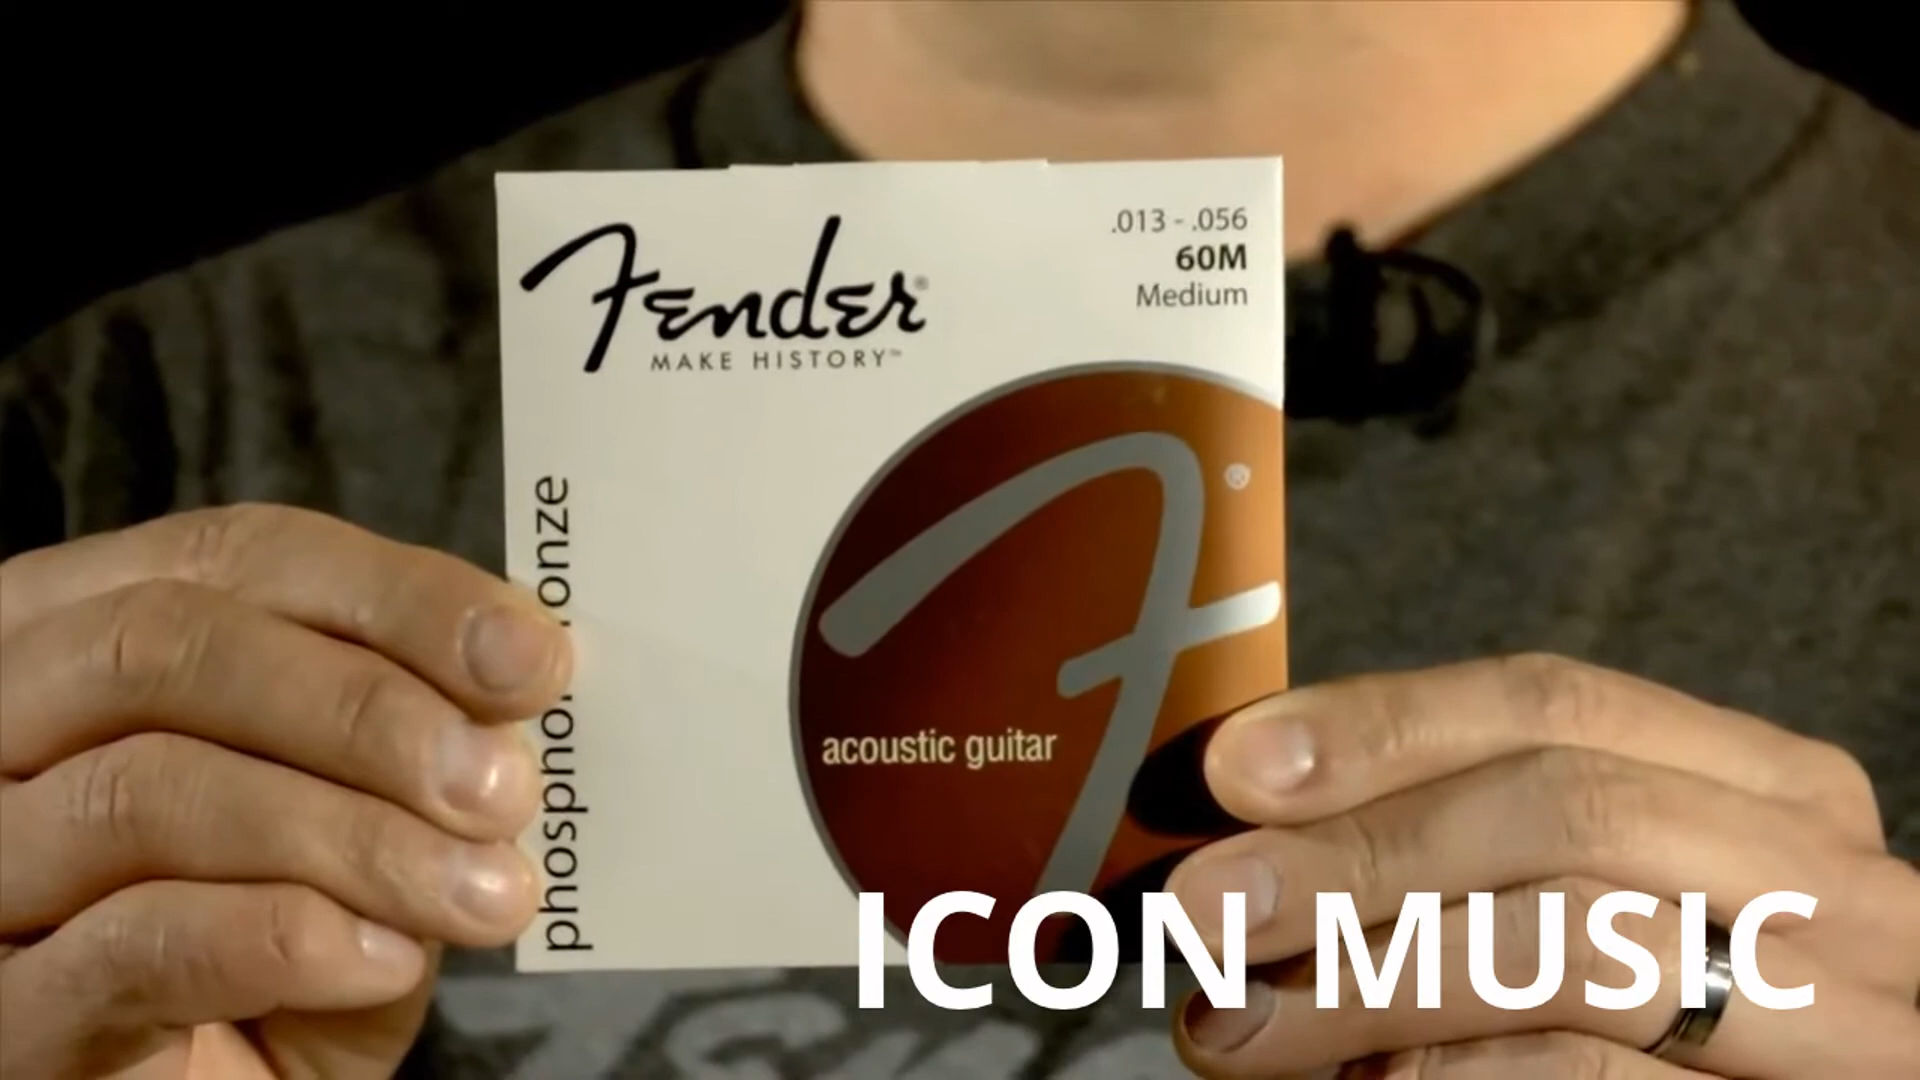 Fender®
MAKE HISTORY™
.013 - .056
60M
Medium
acoustic guitar
ICON MUSIC